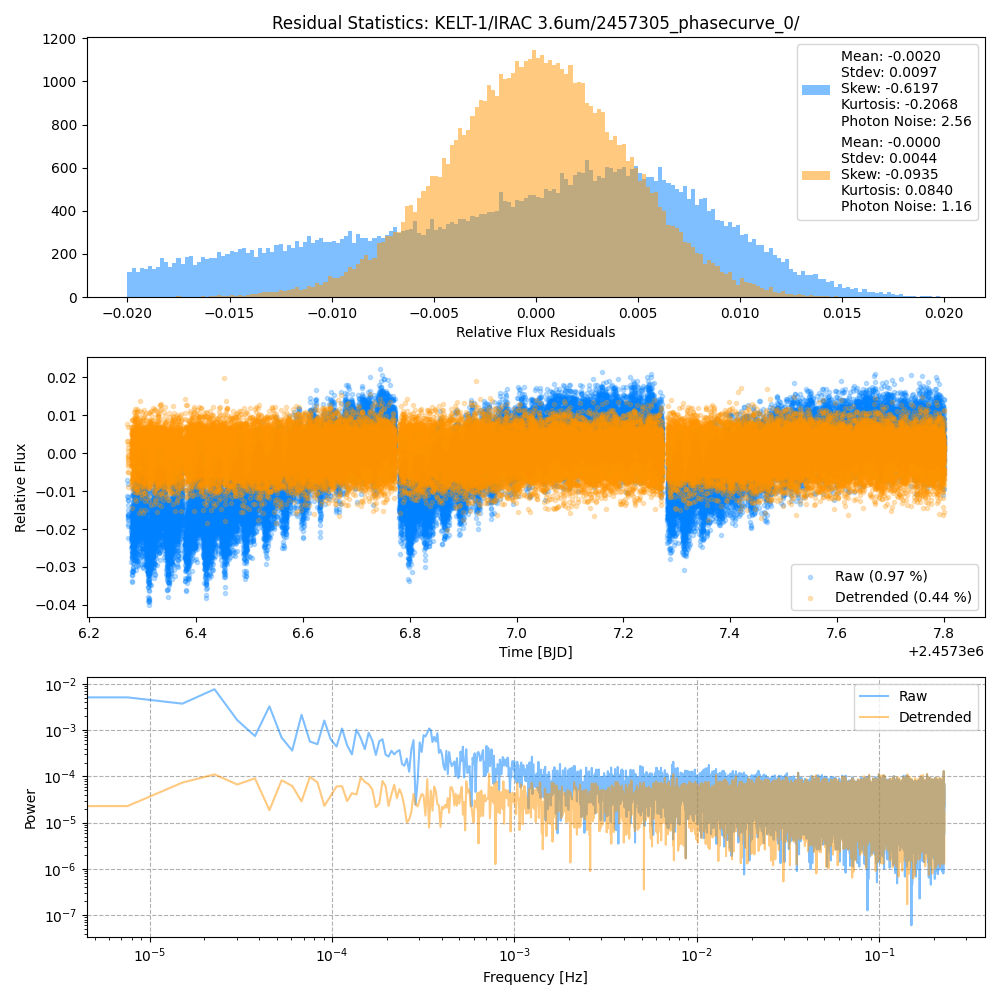 Residual Statistics: KELT-1/IRAC 3.6um/2457305_phasecurve_0/
1200
1000
800
600
400
200
0
Mean: -0.0020
Stdev: 0.0097
Skew: -0.6197
Kurtosis: -0.2068
Photon Noise: 2.56
Mean: -0.0000
Stdev: 0.0044
Skew: -0.0935
Kurtosis: 0.0840
Photon Noise: 1.16
−0.020 −0.015 −0.010 −0.005 0.000 0.005 0.010 0.015 0.020
Relative Flux Residuals
0.02
0.01
0.00
−0.01
−0.02
−0.03
−0.04
Relative Flux
Raw (0.97 %)
Detrended (0.44 %)
6.2 6.4 6.6 6.8 7.0 7.2 7.4 7.6 7.8
Time [BJD]
+2.4573e6
10−2
10−3
10−4
10−5
10−6
10−7
Power
Raw
Detrended
10−5 10−4 10−3 10−2 10−1
Frequency [Hz]